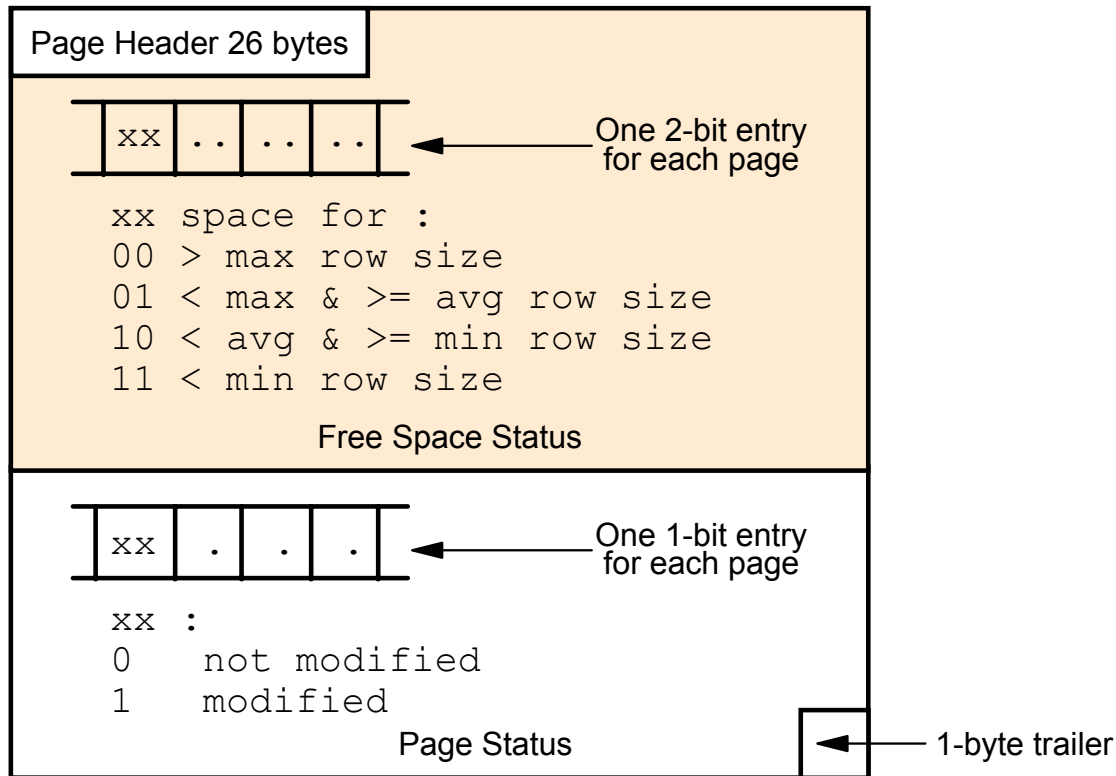 Page Header 26 bytes
xx .. .. ..
One 2-bit entry
for each page
xx space for :
00 > max row size
01 < max & >= avg row size
10 < avg & >= min row size
11 < min row size
Free Space Status
xx . . .
One 1-bit entry
for each page
xx :
0 not modified
1 modified
Page Status
1-byte trailer